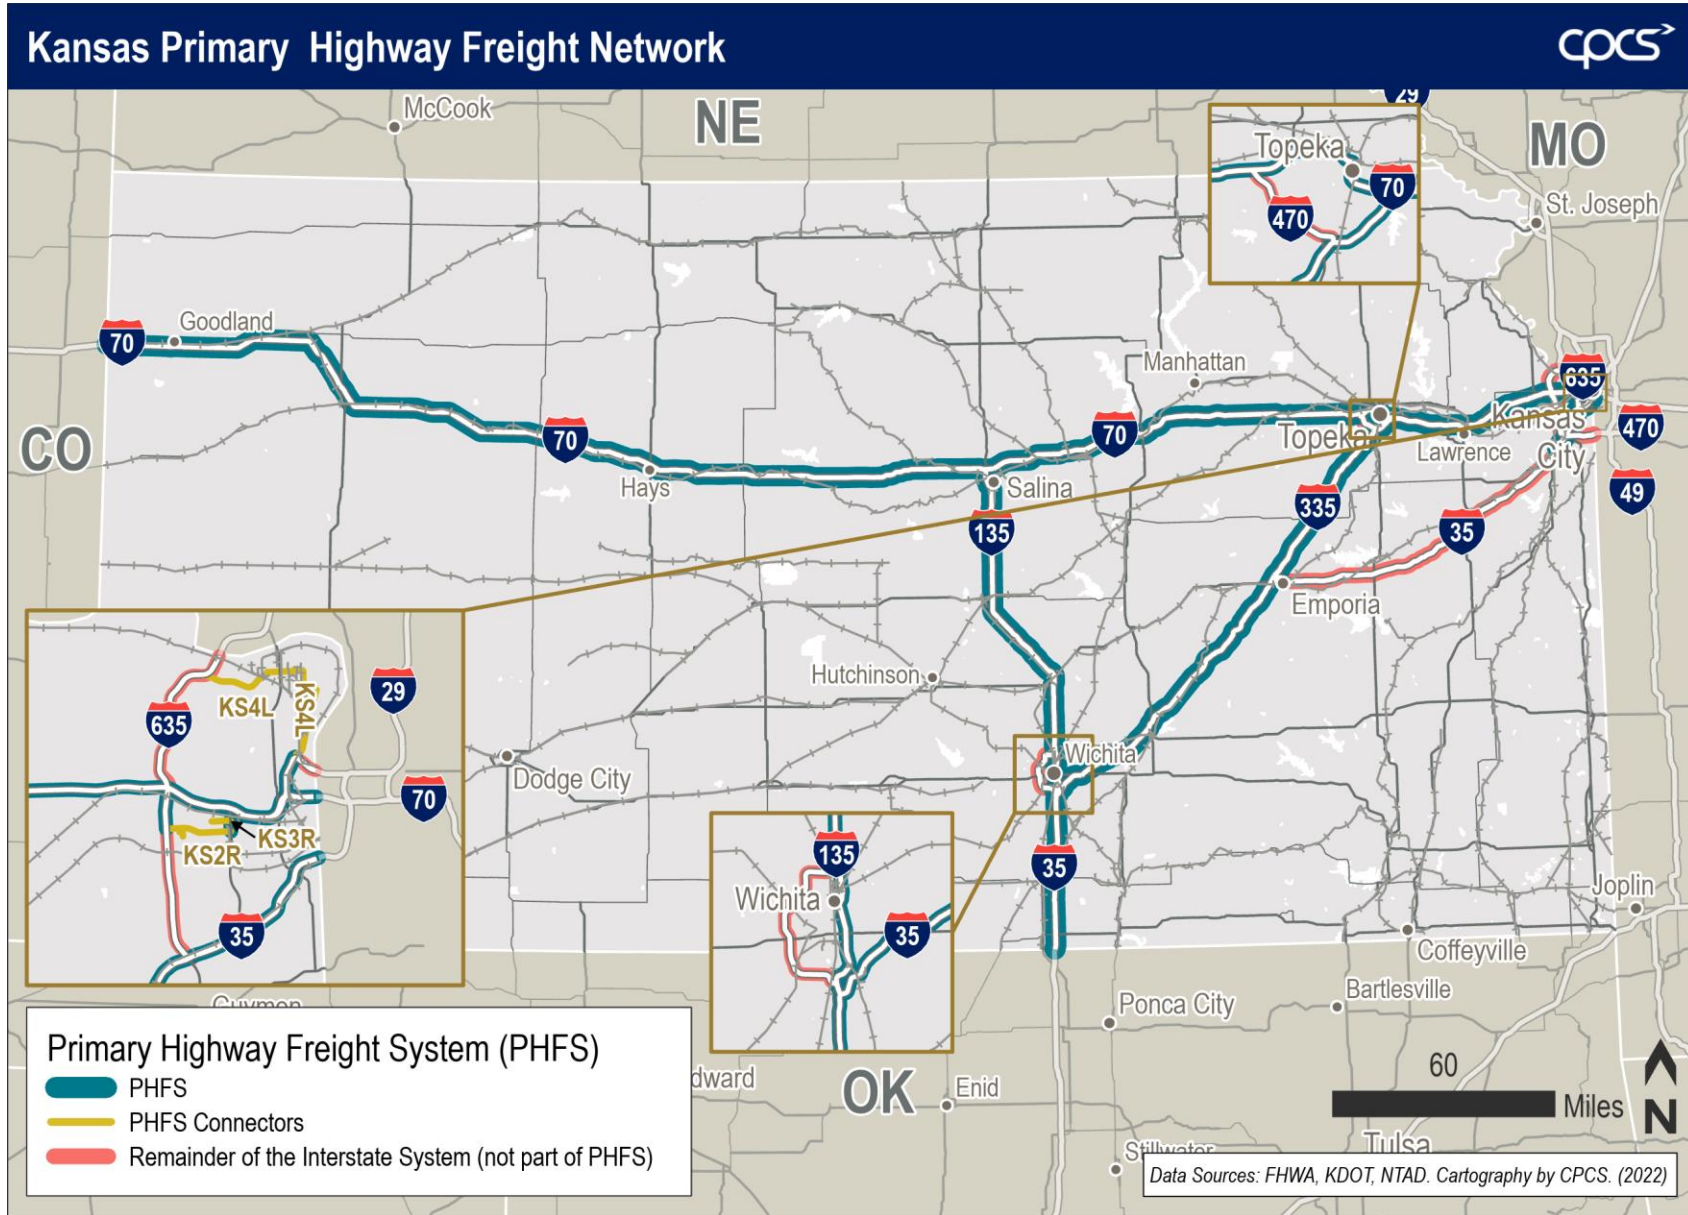 Kansas Primary Highway Freight Network
cpcs
McCook
NE
29
MO
Topeka
70
470
St. Joseph
Goodland
70
Manhattan
635
CO
70
70
Topeka
Kansas
City
Lawrence
470
Hays
Salina
335
49
135
35
Emporia
Hutchinson
KS4L
KS4L
29
635
Wichita
Dodge City
70
KS3R
KS2R
135
35
Wichita
35
35
Joplin
Coffeyville
Guymon
Bartlesville
Ponca City
Primary Highway Freight System (PHFS)
PHFS
PHFS Connectors
Remainder of the Interstate System (not part of PHFS)
dward
OK
Enid
60
Miles
N
Tulsa
Stillwater
Data Sources: FHWA, KDOT, NTAD. Cartography by CPCS. (2022)